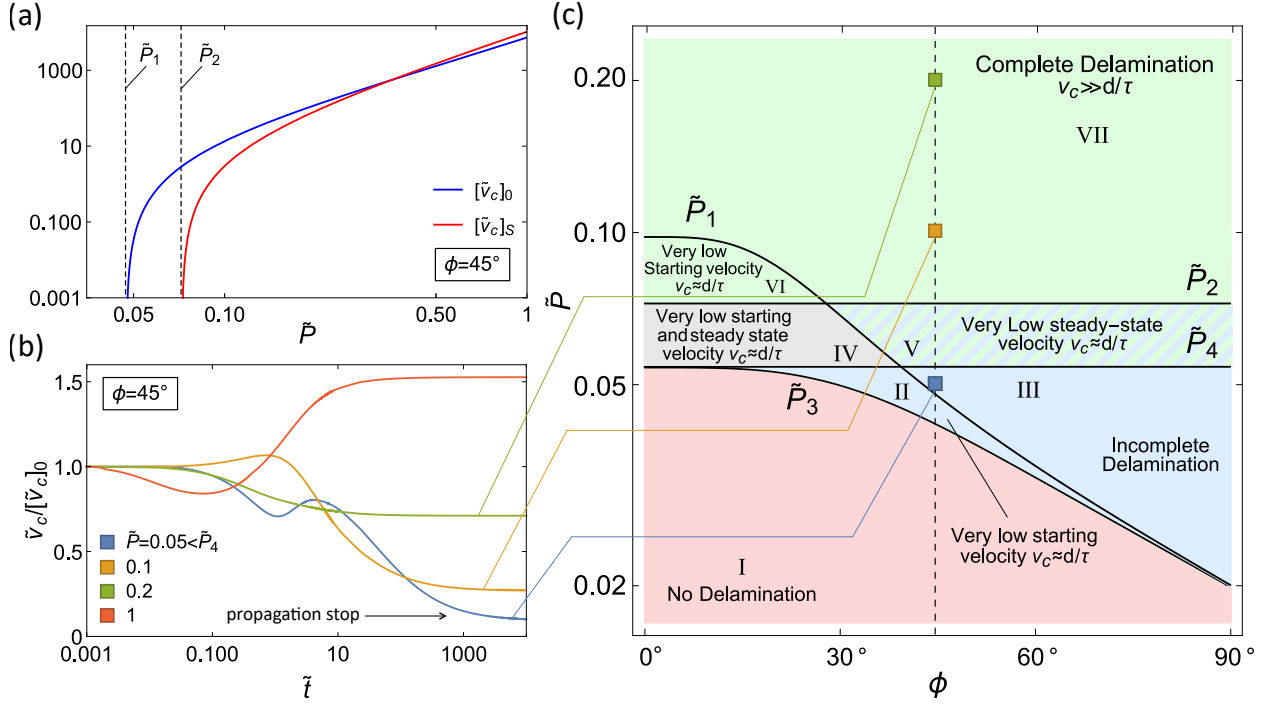 (a)
P̃₁
P̃₂
1000
10
0.100
0.001
[ṽc]₀
[ṽc]S
ϕ=45°
0.05
0.10
0.50
1
P̃
(b)
ϕ=45°
1.5
1.0
0.5
0
ṽc/[ṽc]₀
P̃=0.05<P̃₄
0.1
0.2
1
propagation stop
0.001
0.100
10
1000
t̃
(c)
Complete Delamination
vc≫d/τ
VII
0.20
0.10
0.05
0.02
P̃
P̃₁
Very low
Starting velocity
vc≈d/τ
VI
P̃₂
Very low starting
and steady state
velocity vc≈d/τ
IV
V
Very Low steady-state
velocity vc≈d/τ
P̃₄
P̃₃
II
III
Incomplete
Delamination
Very low starting
velocity vc≈d/τ
I
No Delamination
0°
30°
60°
90°
ϕ